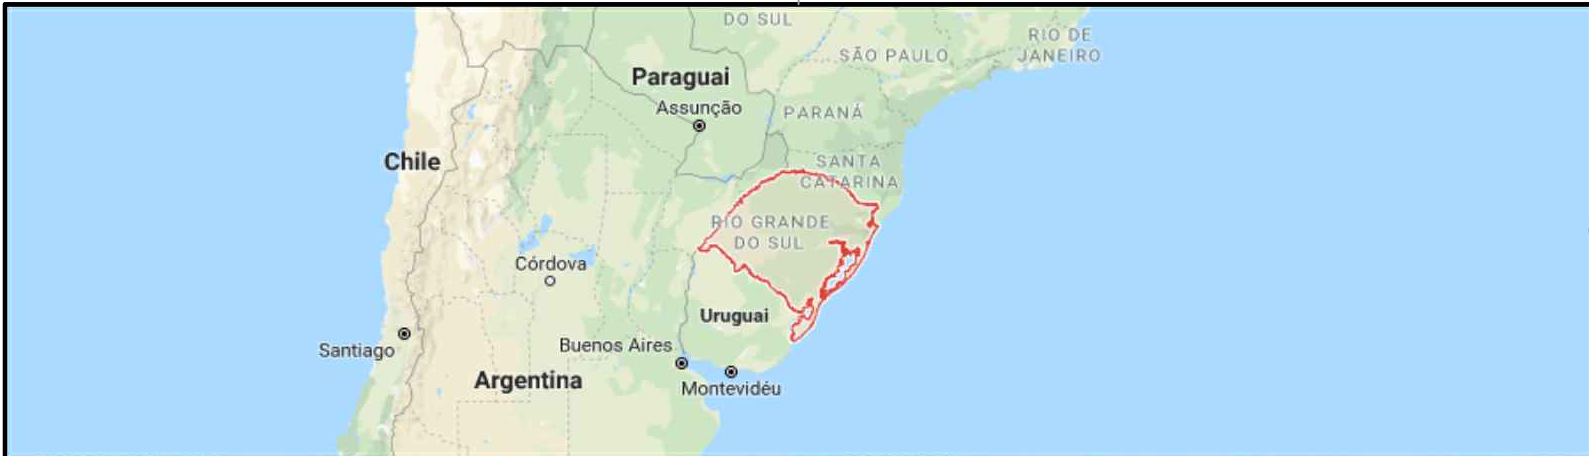 DO SUL
RIO DE
JANEIRO
SÃO PAULO
Paraguai
Assunção
PARANÁ
Chile
SANTA
CATARINA
RIO GRANDE
DO SUL
Córdova
Uruguai
Santiago
Buenos Aires
Argentina
Montevidéu